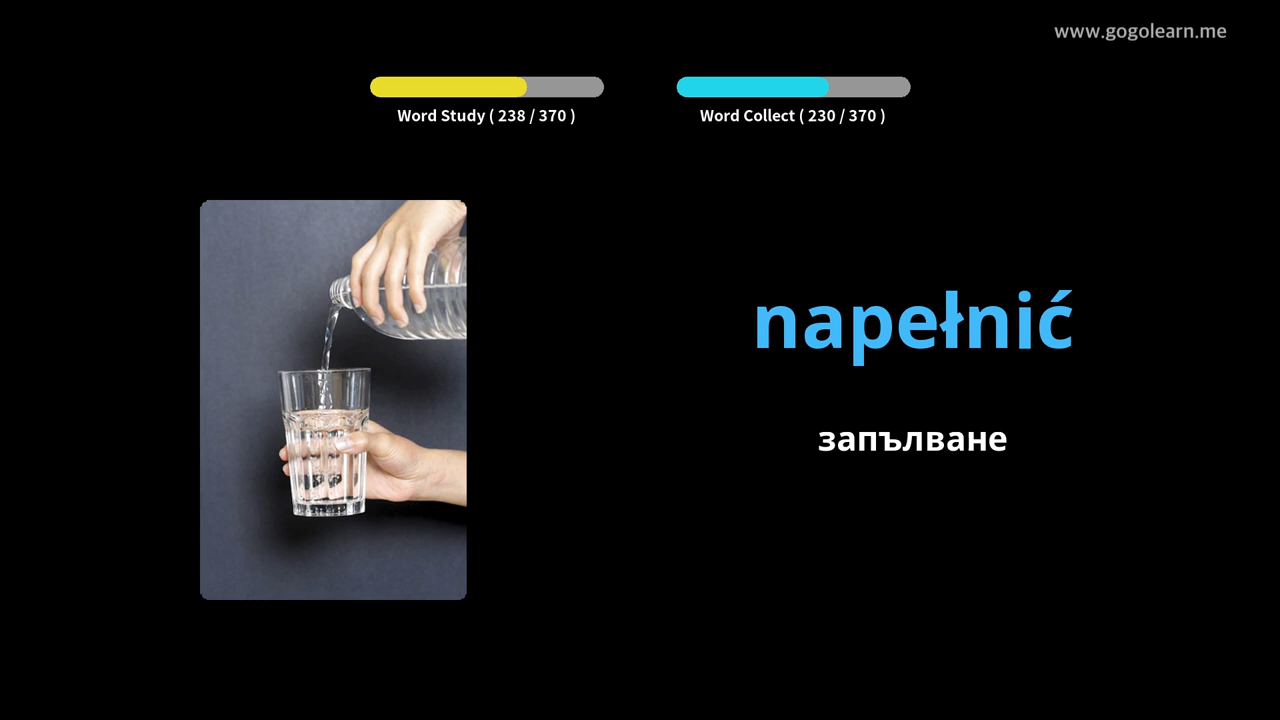 www.gogolearn.me
Word Study ( 238 / 370 )
Word Collect ( 230 / 370 )
napełnić
запълване